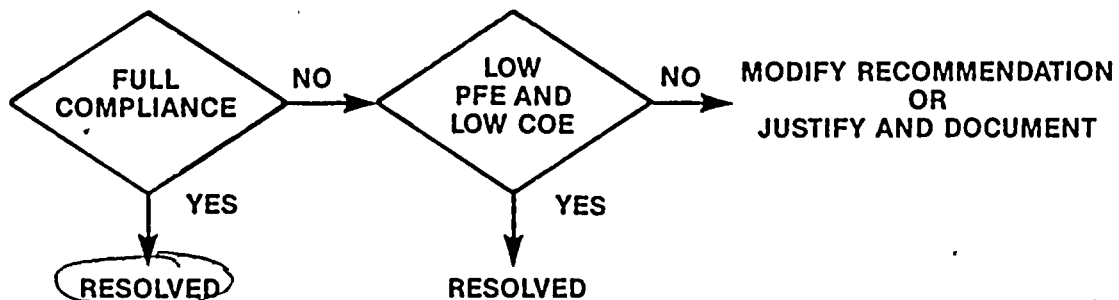 FULL
COMPLIANCE
NO
LOW
PFE AND
LOW COE
NO
MODIFY RECOMMENDATION
OR
JUSTIFY AND DOCUMENT
YES
RESOLVED
YES
RESOLVED